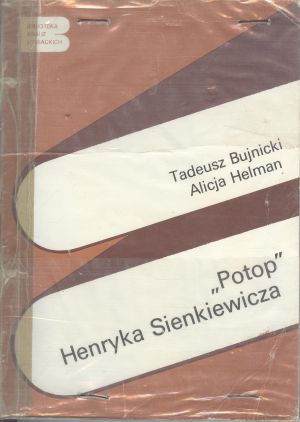 BIBLIOTEKA
ANALIZ
LITERACKICH
Tadeusz Bujnicki
Alicja Helman
„Potop”
Henryka Sienkiewicza